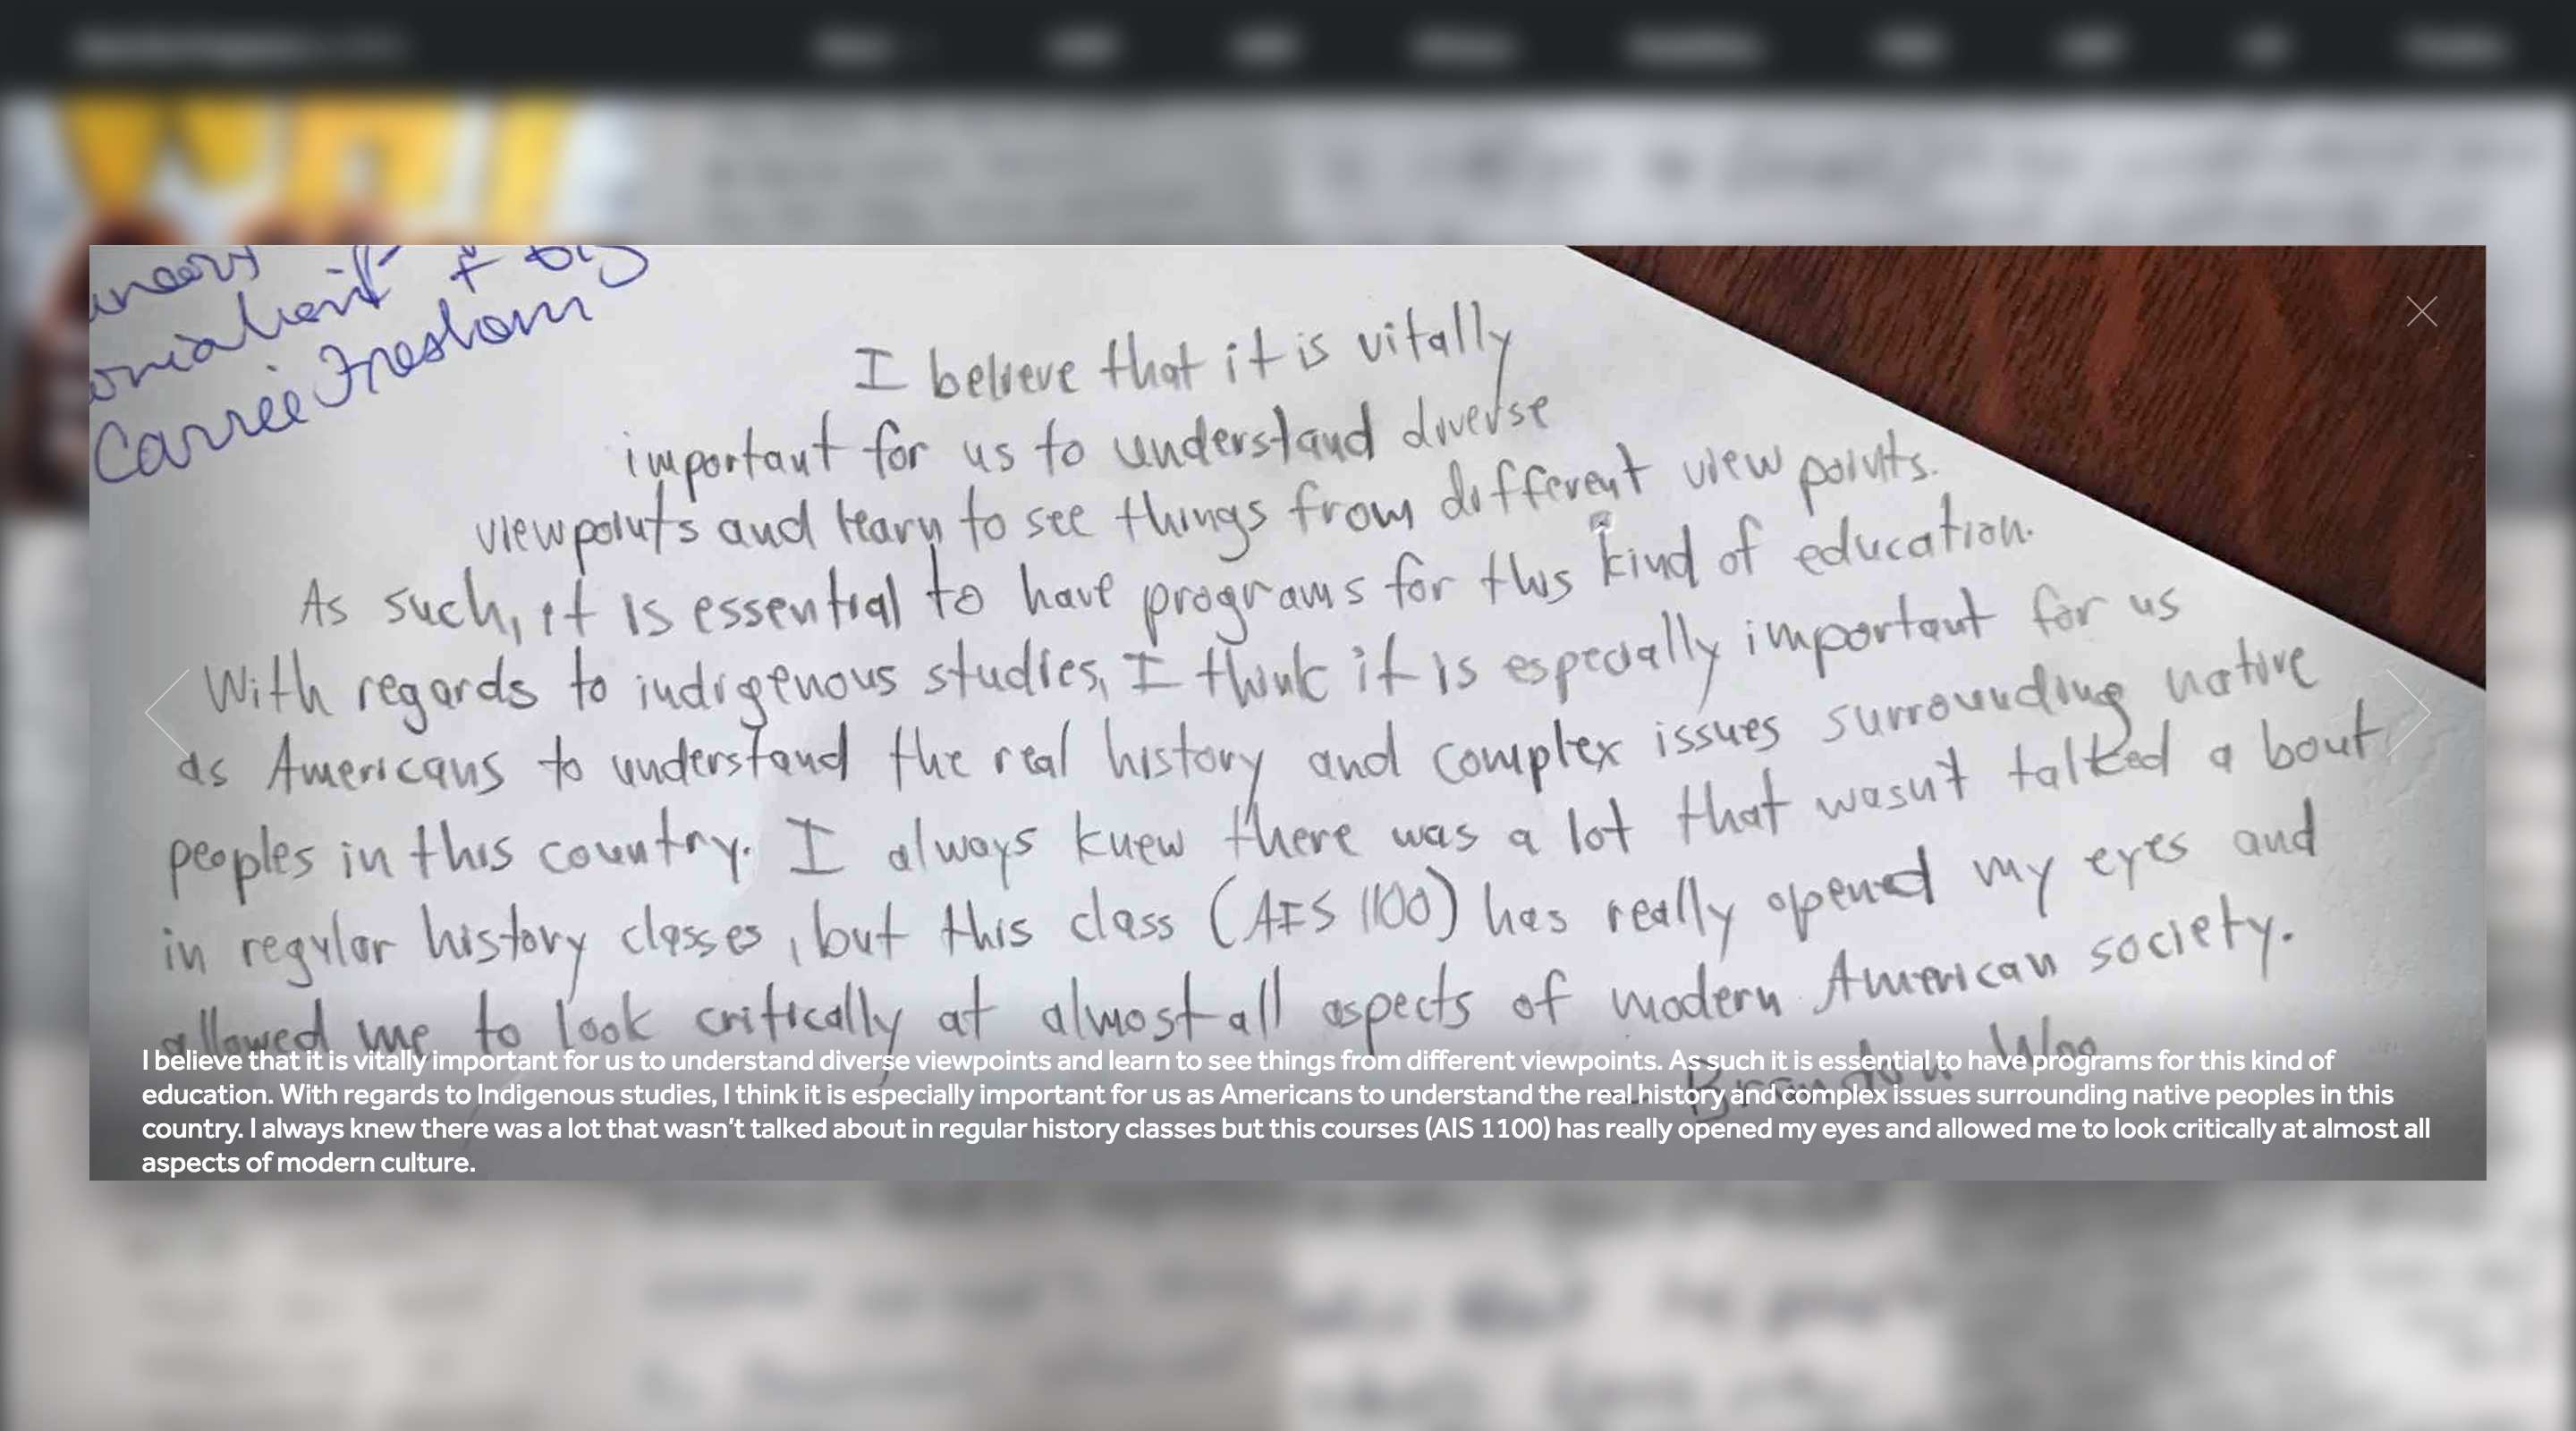 Carrie
I believe that it is vitally
important for us to understand diverse
viewpoints and learn to see things from different view points.
As such, it is essential to have programs for this kind of education.
With regards to indigenous studies, I think it is especially important for us
as Americans to understand the real history and complex issues surrounding native
peoples in this country. I always knew there was a lot that wasn't talked about
in regular history classes, but this class (AIS 1100) has really opened my eyes and
allowed me to look critically at almost all aspects of modern American society.
- Brandon Woo
I believe that it is vitally important for us to understand diverse viewpoints and learn to see things from different viewpoints. As such it is essential to have programs for this kind of
education. With regards to Indigenous studies, I think it is especially important for us as Americans to understand the real history and complex issues surrounding native peoples in this
country. I always knew there was a lot that wasn't talked about in regular history classes but this courses (AIS 1100) has really opened my eyes and allowed me to look critically at almost all
aspects of modern culture.